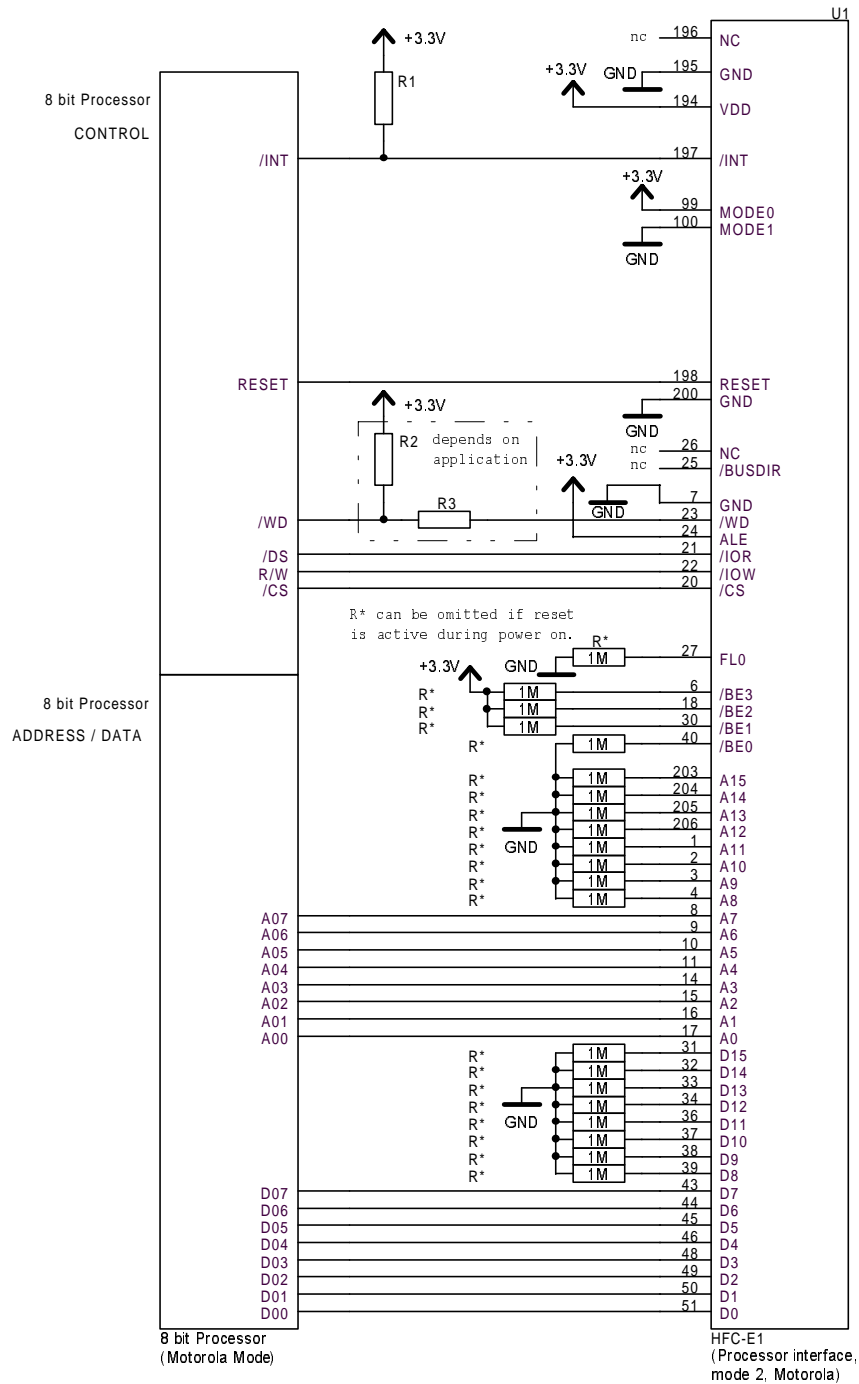 U1
nc 196 NC
+3.3V
+3.3V GND 195 GND
194 VDD
R1
8 bit Processor
CONTROL
/INT 197 /INT
+3.3V
99 MODE0
100 MODE1
GND
RESET 198 RESET
+3.3V 200 GND
GND
R2 depends on
application
nc 26 NC
nc 25 /BUSDIR
+3.3V
R3 GND 7 GND
/WD 23 /WD
24 ALE
/DS 21 /IOR
R/W 22 /IOW
/CS 20 /CS
R* can be omitted if reset
is active during power on.
R*
+3.3V GND 1M 27 FL0
8 bit Processor
ADDRESS / DATA
R* 1M 6 /BE3
R* 1M 18 /BE2
R* 1M 30 /BE1
R* 1M 40 /BE0
R* 1M 203 A15
R* 1M 204 A14
R* 1M 205 A13
R* 1M 206 A12
R* GND 1M 1 A11
R* 1M 2 A10
R* 1M 3 A9
R* 1M 4 A8
A07 8 A7
A06 9 A6
A05 10 A5
A04 11 A4
A03 14 A3
A02 15 A2
A01 16 A1
A00 17 A0
R* 1M 31 D15
R* 1M 32 D14
R* 1M 33 D13
R* 1M 34 D12
R* GND 1M 36 D11
R* 1M 37 D10
R* 1M 38 D9
R* 1M 39 D8
D07 43 D7
D06 44 D6
D05 45 D5
D04 46 D4
D03 48 D3
D02 49 D2
D01 50 D1
D00 51 D0
8 bit Processor
(Motorola Mode)
HFC-E1
(Processor interface,
mode 2, Motorola)